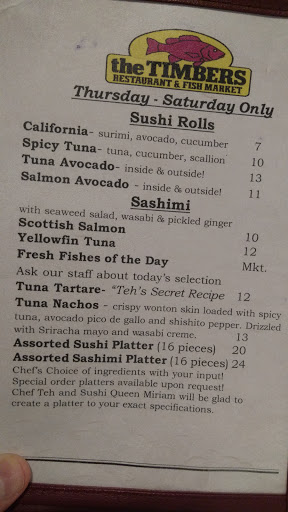 the TIMBERS
RESTAURANT & FISH MARKET
Thursday - Saturday Only
Sushi Rolls
California- surimi, avocado, cucumber 7
Spicy Tuna- tuna, cucumber, scallion 10
Tuna Avocado- inside & outside! 13
Salmon Avocado - inside & outside! 11
Sashimi
with seaweed salad, wasabi & pickled ginger
Scottish Salmon 10
Yellowfin Tuna 12
Fresh Fishes of the Day Mkt.
Ask our staff about today's selection
Tuna Tartare- "Teh's Secret Recipe 12
Tuna Nachos - crispy wonton skin loaded with spicy
tuna, avocado pico de gallo and shishito pepper. Drizzled
with Sriracha mayo and wasabi creme. 13
Assorted Sushi Platter (16 pieces) 20
Assorted Sashimi Platter (16 pieces) 24
Chef's Choice of ingredients with your input!
Special order platters available upon request!
Chef Teh and Sushi Queen Miriam will be glad to
create a platter to your exact specifications.